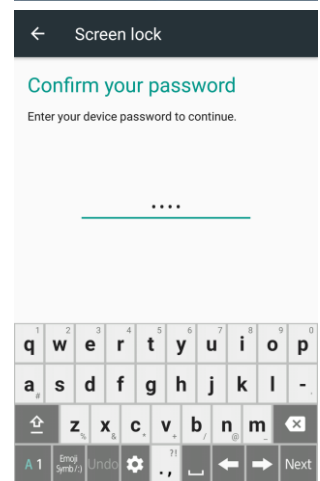 Screen lock
Confirm your password
Enter your device password to continue.
••••
1 2 3 4 5 6 7 8 9 0
q w e r t y u i o p
a s d f g h j k l -
#
z x c v b n m
% & * + / @ _
A 1 Emoji Symb/:) Undo ., ?! Next